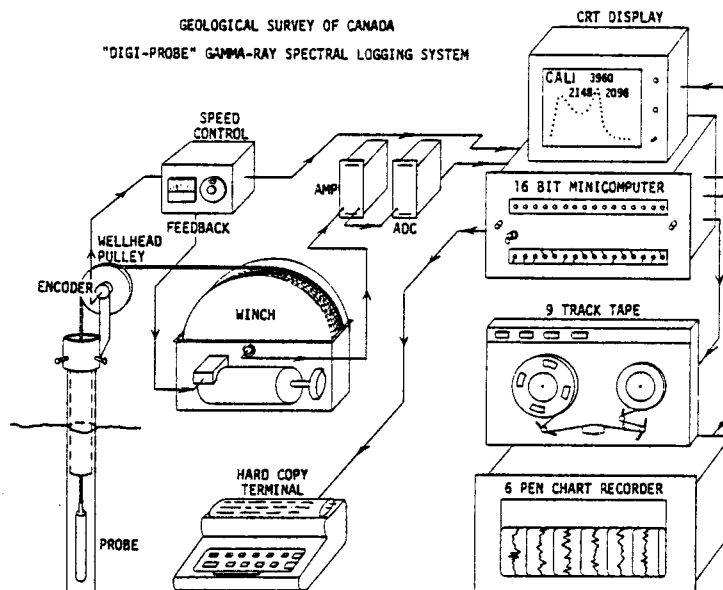 GEOLOGICAL SURVEY OF CANADA
"DIGI-PROBE" GAMMA-RAY SPECTRAL LOGGING SYSTEM
CRT DISPLAY
CALI 3960
2148- 2096
SPEED
CONTROL
AMP
ADC
16 BIT MINICOMPUTER
FEEDBACK
WELLHEAD
PULLEY
ENCODER
WINCH
9 TRACK TAPE
HARD COPY
TERMINAL
6 PEN CHART RECORDER
PROBE